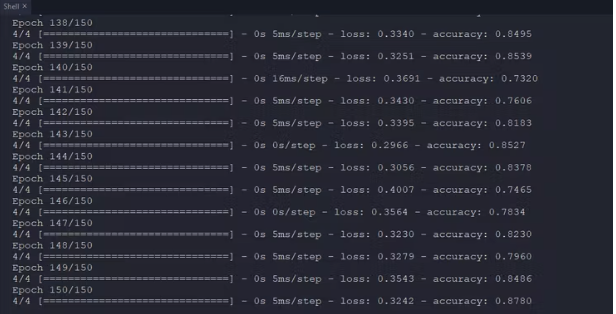 Shell ×
Epoch 138/150
4/4 [==============================] - 0s 5ms/step - loss: 0.3340 - accuracy: 0.8495
Epoch 139/150
4/4 [==============================] - 0s 5ms/step - loss: 0.3251 - accuracy: 0.8539
Epoch 140/150
4/4 [==============================] - 0s 16ms/step - loss: 0.3691 - accuracy: 0.7320
Epoch 141/150
4/4 [==============================] - 0s 5ms/step - loss: 0.3430 - accuracy: 0.7606
Epoch 142/150
4/4 [==============================] - 0s 5ms/step - loss: 0.3395 - accuracy: 0.8183
Epoch 143/150
4/4 [==============================] - 0s 0s/step - loss: 0.2966 - accuracy: 0.8527
Epoch 144/150
4/4 [==============================] - 0s 5ms/step - loss: 0.3056 - accuracy: 0.8378
Epoch 145/150
4/4 [==============================] - 0s 5ms/step - loss: 0.4007 - accuracy: 0.7465
Epoch 146/150
4/4 [==============================] - 0s 0s/step - loss: 0.3564 - accuracy: 0.7834
Epoch 147/150
4/4 [==============================] - 0s 5ms/step - loss: 0.3230 - accuracy: 0.8230
Epoch 148/150
4/4 [==============================] - 0s 5ms/step - loss: 0.3279 - accuracy: 0.7960
Epoch 149/150
4/4 [==============================] - 0s 5ms/step - loss: 0.3543 - accuracy: 0.8486
Epoch 150/150
4/4 [==============================] - 0s 5ms/step - loss: 0.3242 - accuracy: 0.8780